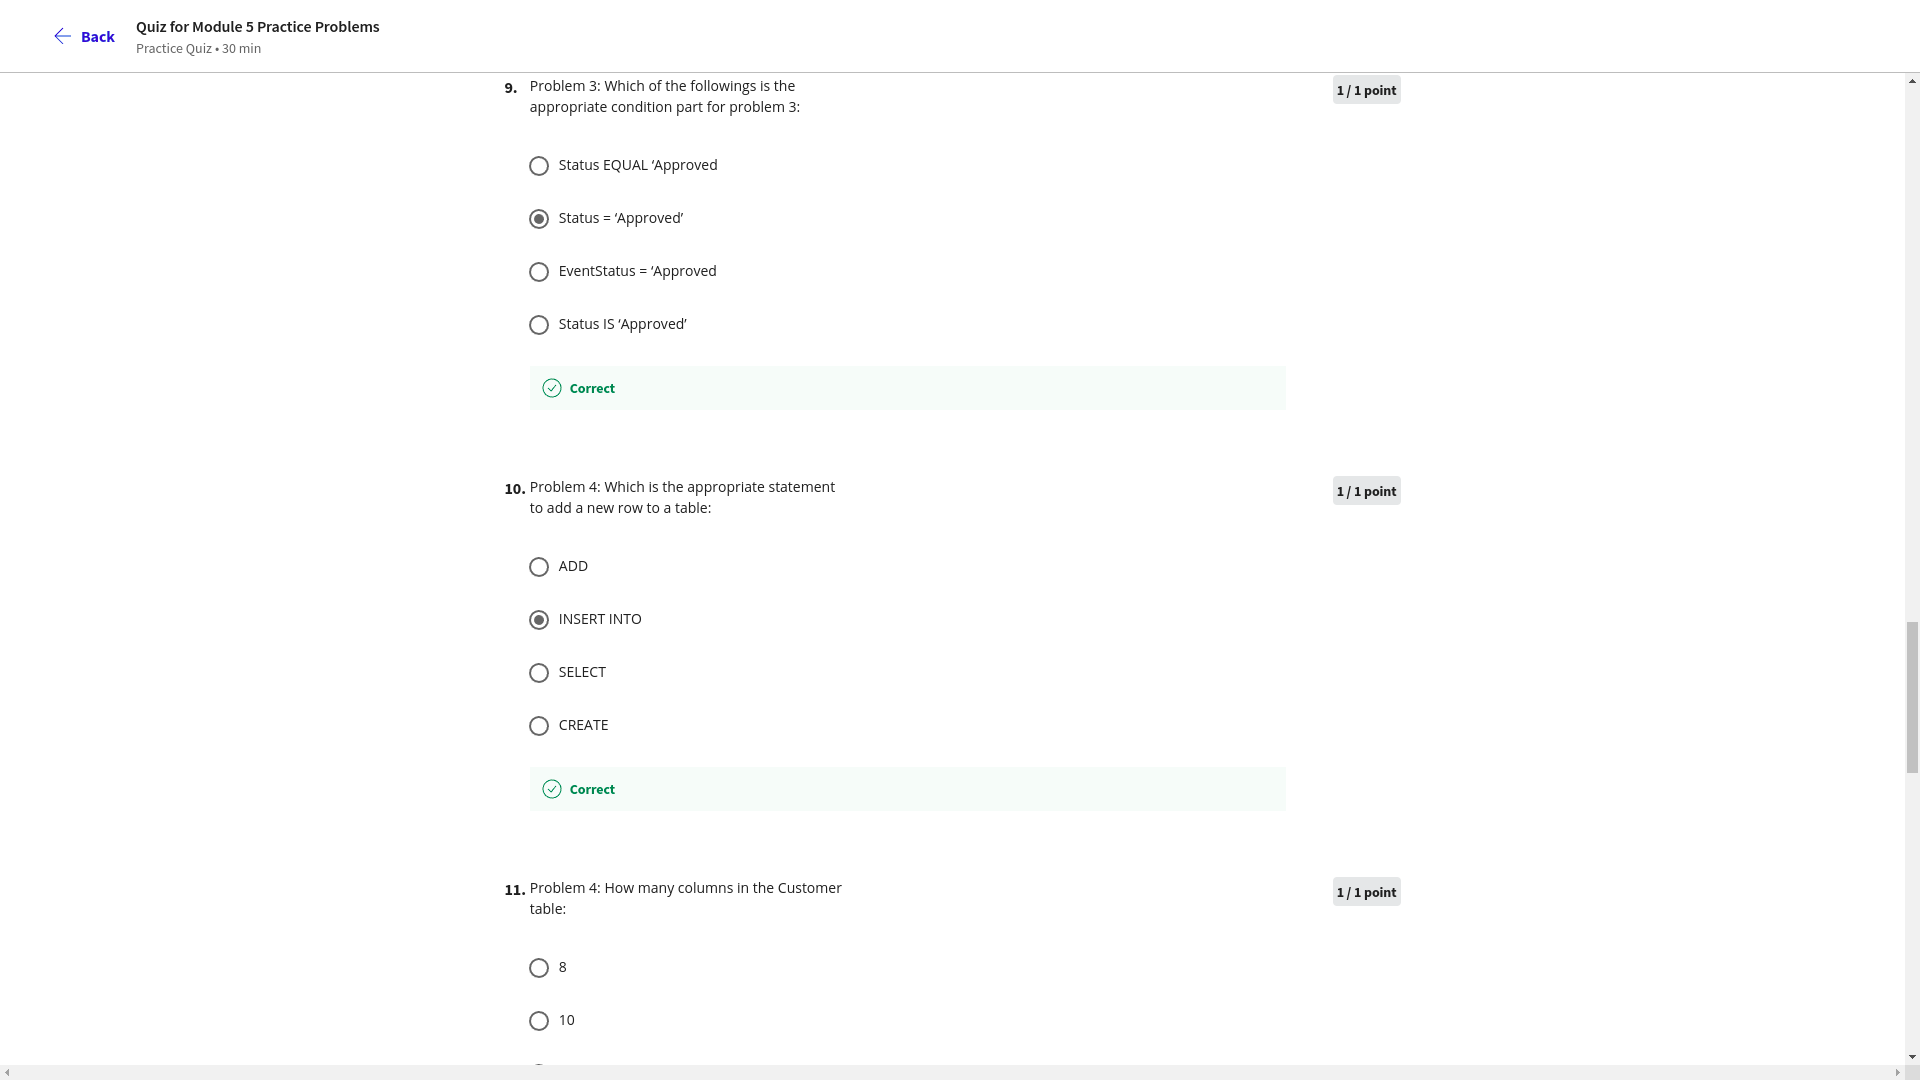 Back
Quiz for Module 5 Practice Problems
Practice Quiz • 30 min
9. Problem 3: Which of the followings is the
appropriate condition part for problem 3:
1 / 1 point
Status EQUAL ‘Approved
Status = ‘Approved’
EventStatus = ‘Approved
Status IS ‘Approved’
Correct
10. Problem 4: Which is the appropriate statement
to add a new row to a table:
1 / 1 point
ADD
INSERT INTO
SELECT
CREATE
Correct
11. Problem 4: How many columns in the Customer
table:
1 / 1 point
8
10